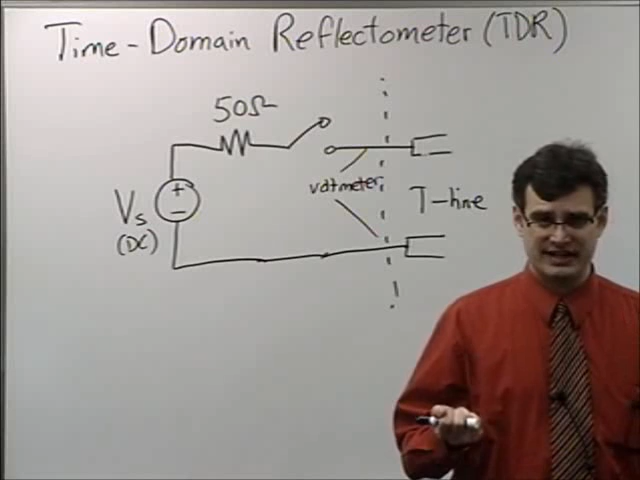 Time-Domain Reflectometer (TDR)
50Ω
+
−
Vs
(DC)
voltmeter
T-line